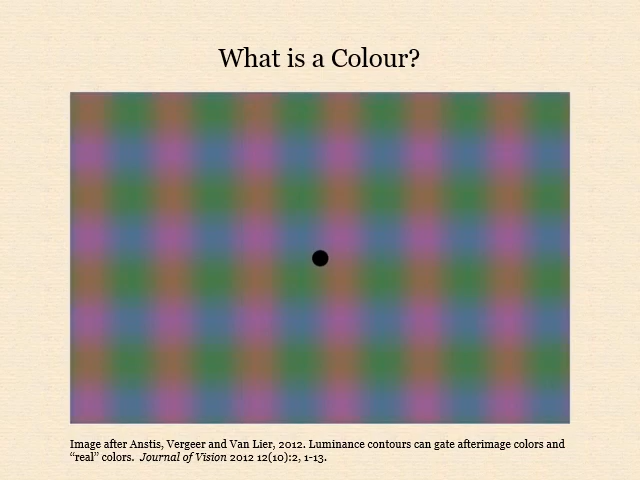 What is a Colour?
Image after Anstis, Vergeer and Van Lier, 2012. Luminance contours can gate afterimage colors and
“real” colors. Journal of Vision 2012 12(10):2, 1-13.